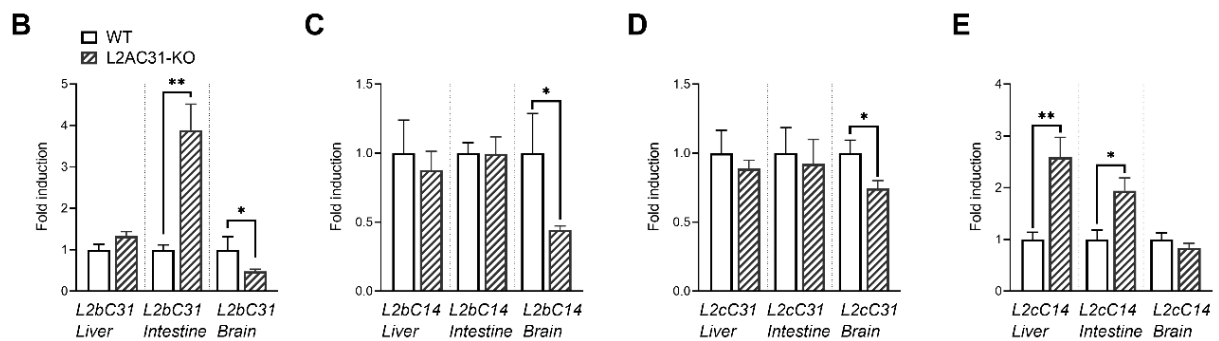 B
C
D
E
WT
L2AC31-KO
Fold induction
5
4
3
2
1
0
**
*
L2bC31 L2bC31 L2bC31
Liver Intestine Brain
Fold induction
1.5
1.0
0.5
0.0
*
L2bC14 L2bC14 L2bC14
Liver Intestine Brain
Fold induction
1.5
1.0
0.5
0.0
*
L2cC31 L2cC31 L2cC31
Liver Intestine Brain
Fold induction
4
3
2
1
0
**
*
L2cC14 L2cC14 L2cC14
Liver Intestine Brain